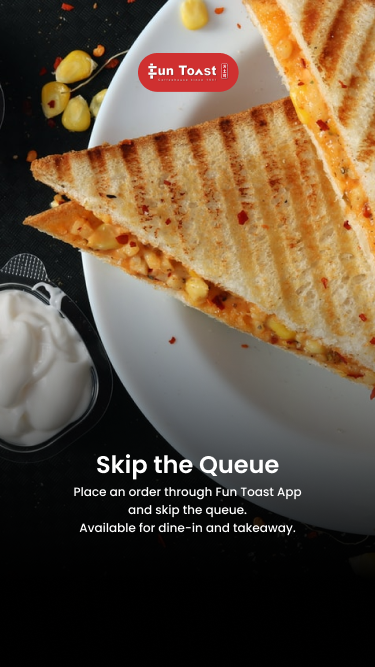 Fun Toast
Skip the Queue
Place an order through Fun Toast App
and skip the queue.
Available for dine-in and takeaway.